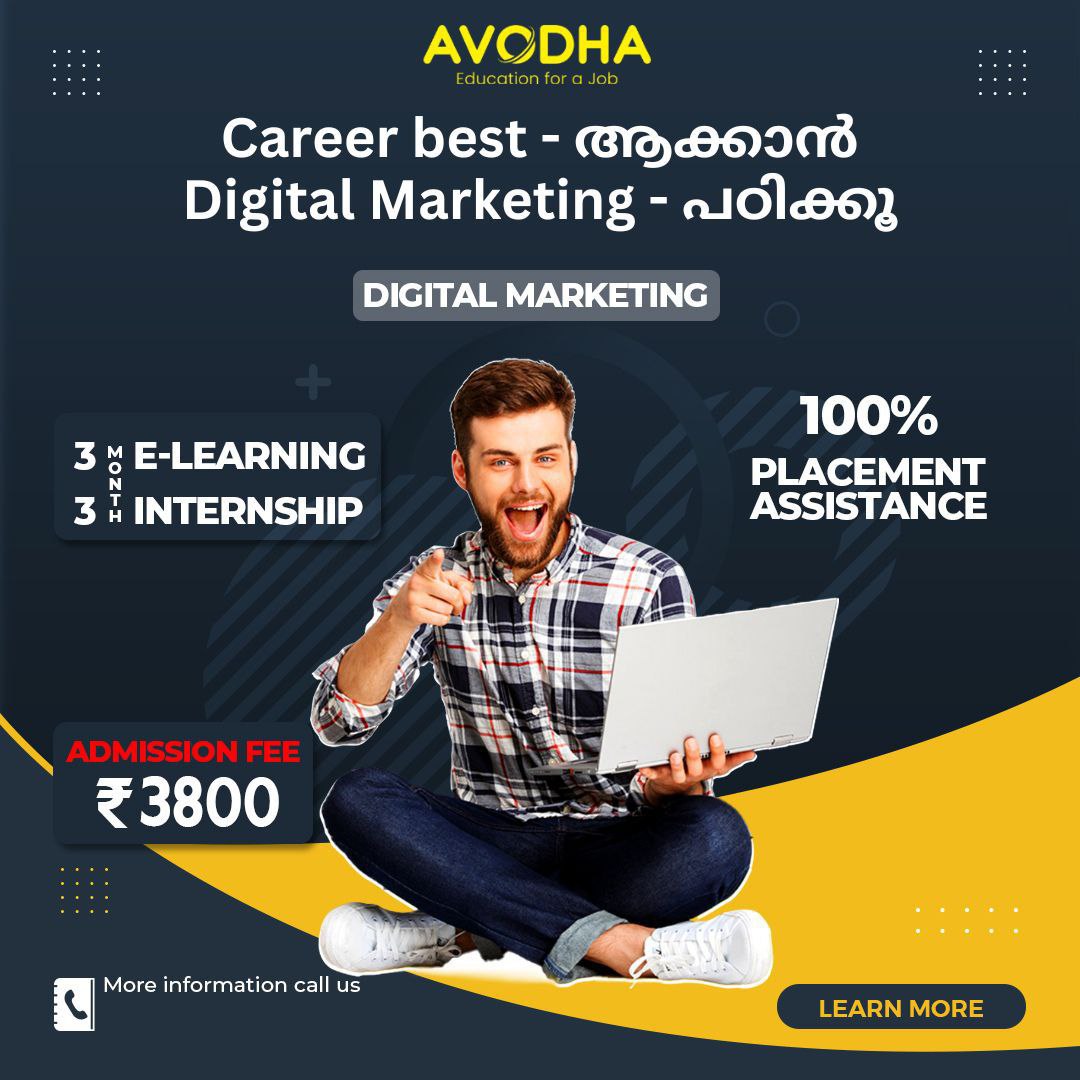 AVODHA
Education for a Job
Career best - ആക്കാൻ
Digital Marketing - പഠിക്കൂ
DIGITAL MARKETING
3 MONTH E-LEARNING
3 INTERNSHIP
100%
PLACEMENT
ASSISTANCE
ADMISSION FEE
₹3800
More information call us
LEARN MORE